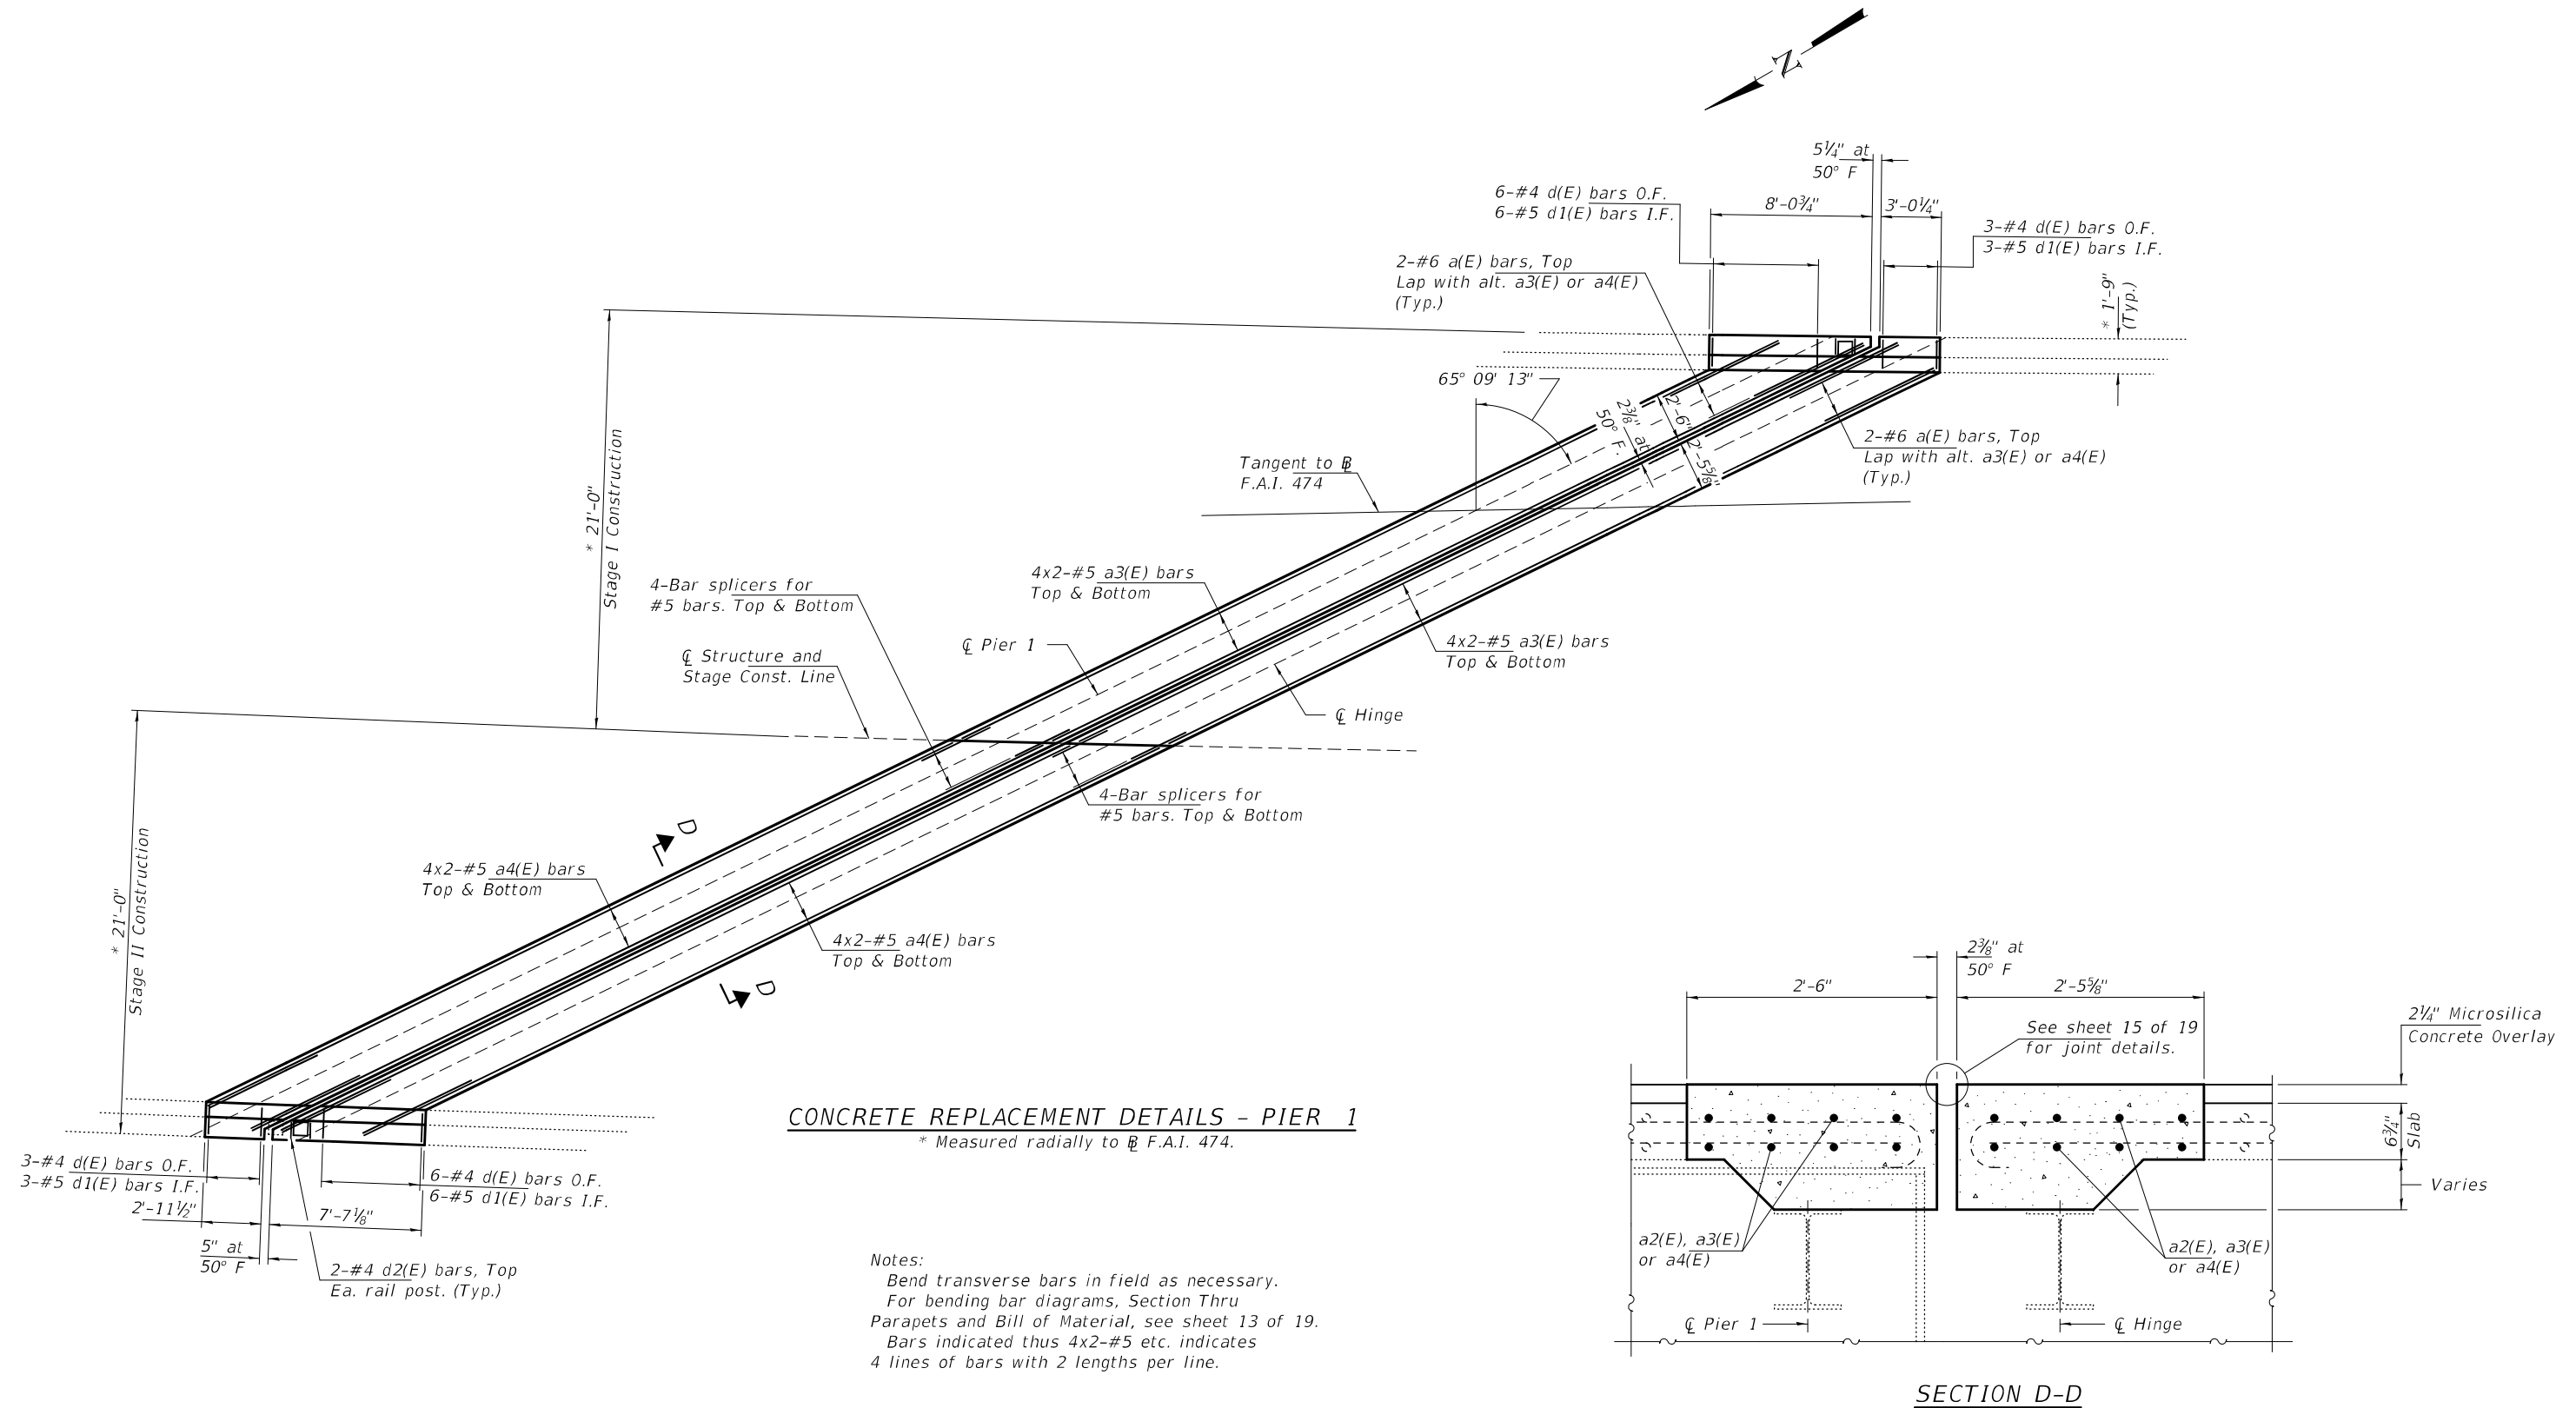 N
5¼" at
50° F
6-#4 d(E) bars O.F.
6-#5 d1(E) bars I.F.
8'-0¾"
3'-0¼"
3-#4 d(E) bars O.F.
3-#5 d1(E) bars I.F.
2-#6 a(E) bars, Top
Lap with alt. a3(E) or a4(E)
(Typ.)
* 1'-9"
(Typ.)
65° 09' 13"
2⅜" at
50° F.
2'-6"
2'-5⅝"
2-#6 a(E) bars, Top
Lap with alt. a3(E) or a4(E)
(Typ.)
Tangent to ⅊
F.A.I. 474
* 21'-0"
Stage I Construction
4-Bar splicers for
#5 bars. Top & Bottom
4x2-#5 a3(E) bars
Top & Bottom
℄ Pier 1
4x2-#5 a3(E) bars
Top & Bottom
℄ Structure and
Stage Const. Line
℄ Hinge
4-Bar splicers for
#5 bars. Top & Bottom
D
* 21'-0"
Stage II Construction
4x2-#5 a4(E) bars
Top & Bottom
4x2-#5 a4(E) bars
Top & Bottom
D
3-#4 d(E) bars O.F.
3-#5 d1(E) bars I.F.
6-#4 d(E) bars O.F.
6-#5 d1(E) bars I.F.
2'-11½"
7'-7⅛"
5" at
50° F
2-#4 d2(E) bars, Top
Ea. rail post. (Typ.)
CONCRETE REPLACEMENT DETAILS - PIER 1
* Measured radially to ⅊ F.A.I. 474.
Notes:
Bend transverse bars in field as necessary.
For bending bar diagrams, Section Thru
Parapets and Bill of Material, see sheet 13 of 19.
Bars indicated thus 4x2-#5 etc. indicates
4 lines of bars with 2 lengths per line.
2⅜" at
50° F
2'-6"
2'-5⅝"
See sheet 15 of 19
for joint details.
2¼" Microsilica
Concrete Overlay
6¾"
Slab
Varies
a2(E), a3(E)
or a4(E)
a2(E), a3(E)
or a4(E)
℄ Pier 1
℄ Hinge
SECTION D-D